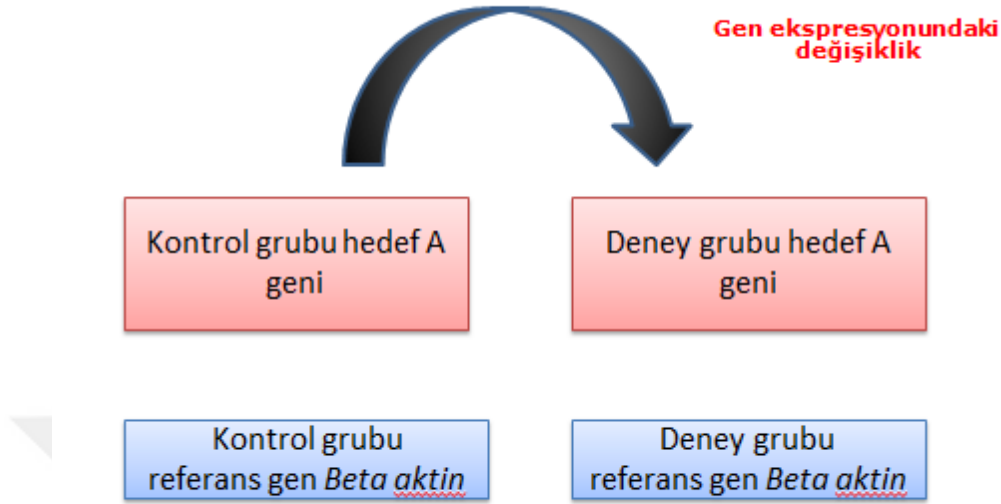 Gen ekspresyonundaki
değişiklik
Kontrol grubu hedef A
geni
Deney grubu hedef A
geni
Kontrol grubu
referans gen Beta aktin
Deney grubu
referans gen Beta aktin